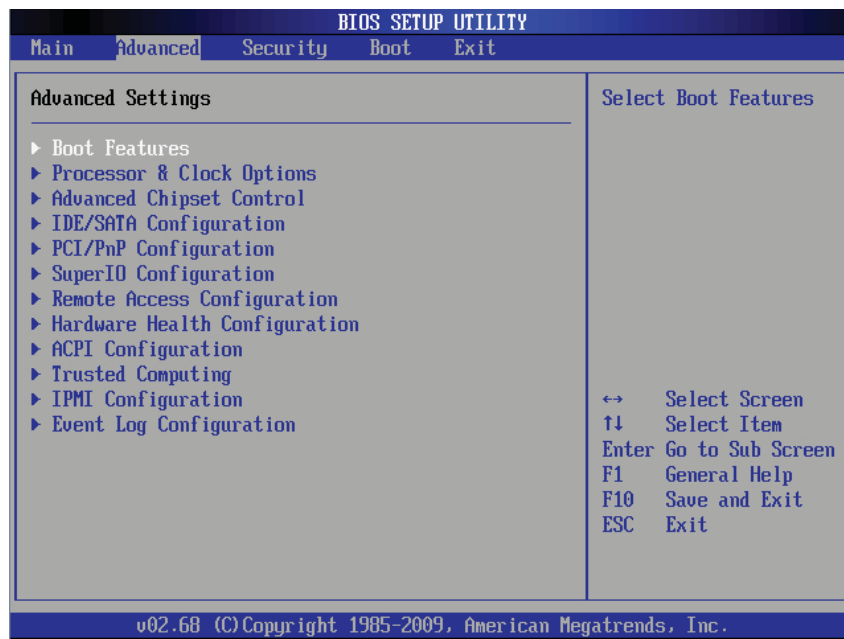 BIOS SETUP UTILITY
Main Advanced Security Boot Exit
Advanced Settings
Boot Features
Processor & Clock Options
Advanced Chipset Control
IDE/SATA Configuration
PCI/PnP Configuration
SuperIO Configuration
Remote Access Configuration
Hardware Health Configuration
ACPI Configuration
Trusted Computing
IPMI Configuration
Event Log Configuration
Select Boot Features
↔ Select Screen
↑↓ Select Item
Enter Go to Sub Screen
F1 General Help
F10 Save and Exit
ESC Exit
v02.68 (C)Copyright 1985-2009, American Megatrends, Inc.